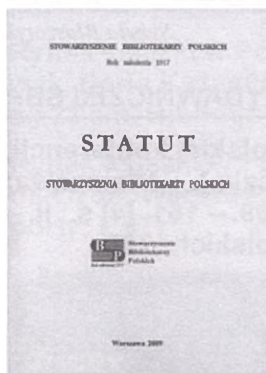 STOWARZYSZENIE BIBLIOTEKARZY POLSKICH
Rok założenia 1917
STATUT
STOWARZYSZENIA BIBLIOTEKARZY POLSKICH
Stowarzyszenie
Bibliotekarzy
Polskich
Warszawa 2009